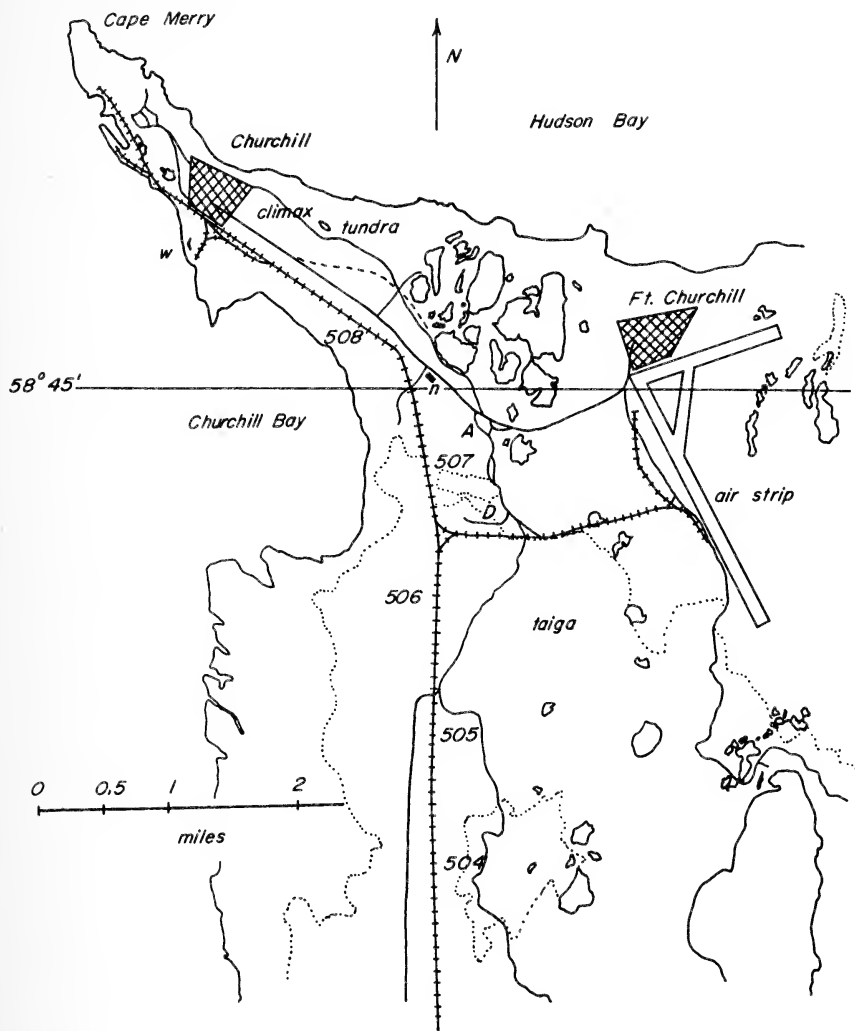 Cape Merry
N
Hudson Bay
Churchill
climax tundra
w
Ft. Churchill
508
58° 45'
n
Churchill Bay
A
507
air strip
D
506
taiga
505
0 0.5 1 2
miles
504